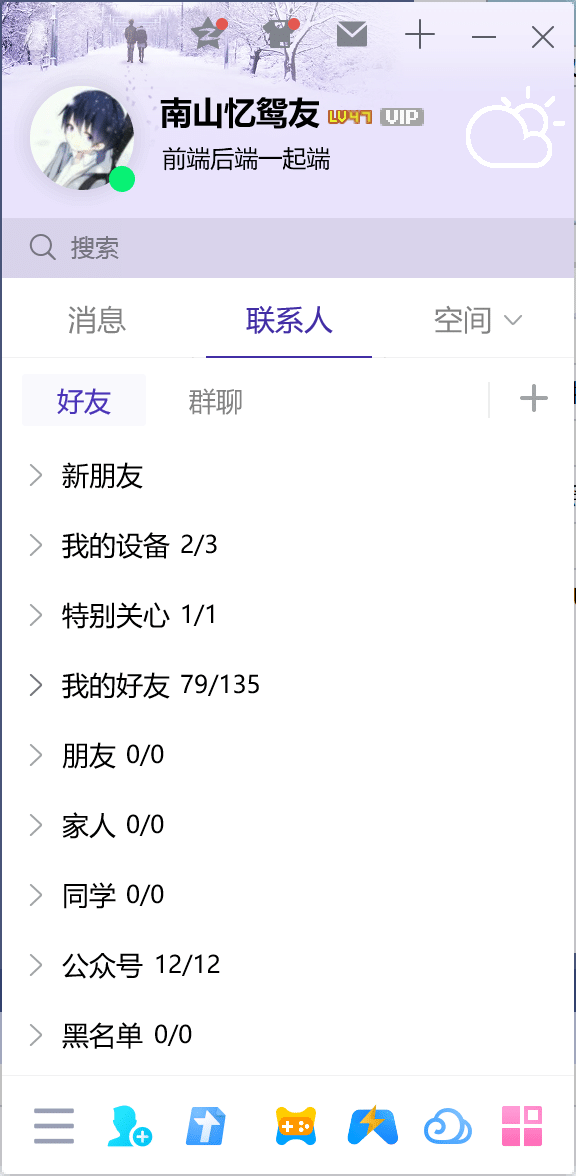 南山忆鸳友 LV47 VIP
前端后端一起端
搜索
消息 联系人 空间
好友 群聊
新朋友
我的设备 2/3
特别关心 1/1
我的好友 79/135
朋友 0/0
家人 0/0
同学 0/0
公众号 12/12
黑名单 0/0